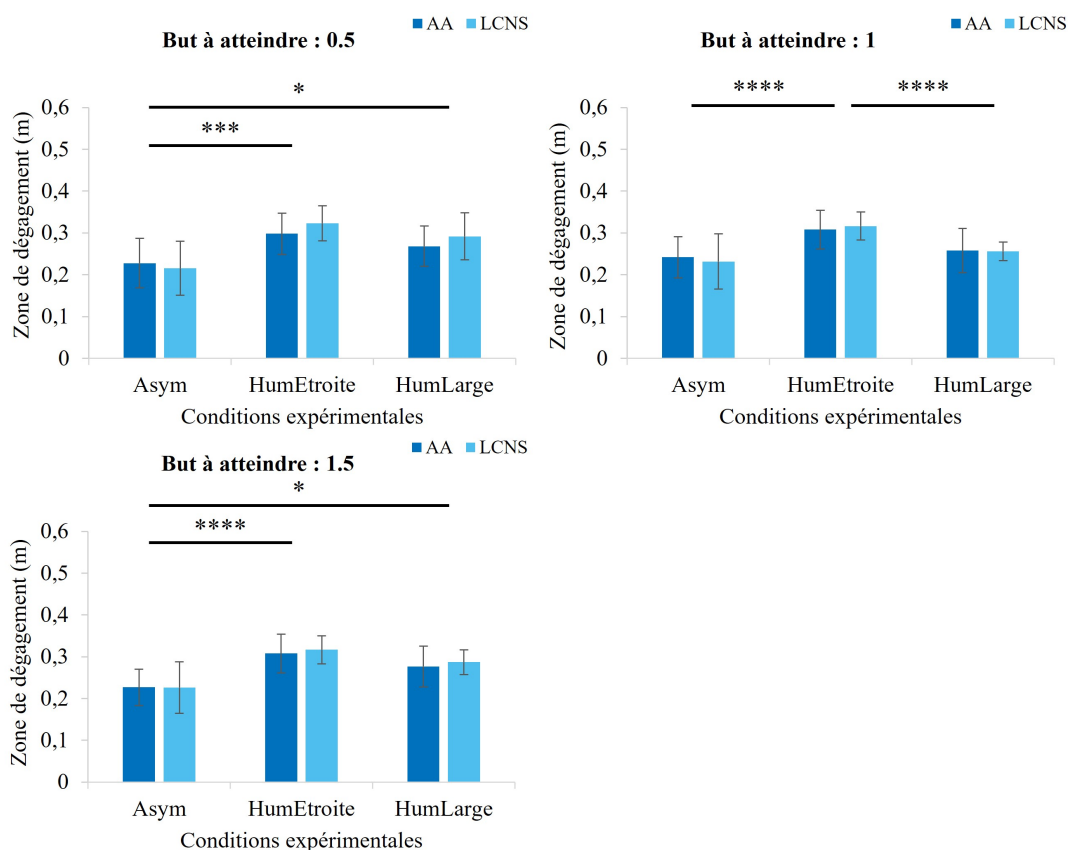 AA LCNS
But à atteindre : 0.5
*
***
0,6
0,5
0,4
0,3
0,2
0,1
0
Zone de dégagement (m)
Asym HumEtroite HumLarge
Conditions expérimentales
AA LCNS
But à atteindre : 1
**** ****
0,6
0,5
0,4
0,3
0,2
0,1
0
Zone de dégagement (m)
Asym HumEtroite HumLarge
Conditions expérimentales
AA LCNS
But à atteindre : 1.5
*
****
0,6
0,5
0,4
0,3
0,2
0,1
0
Zone de dégagement (m)
Asym HumEtroite HumLarge
Conditions expérimentales